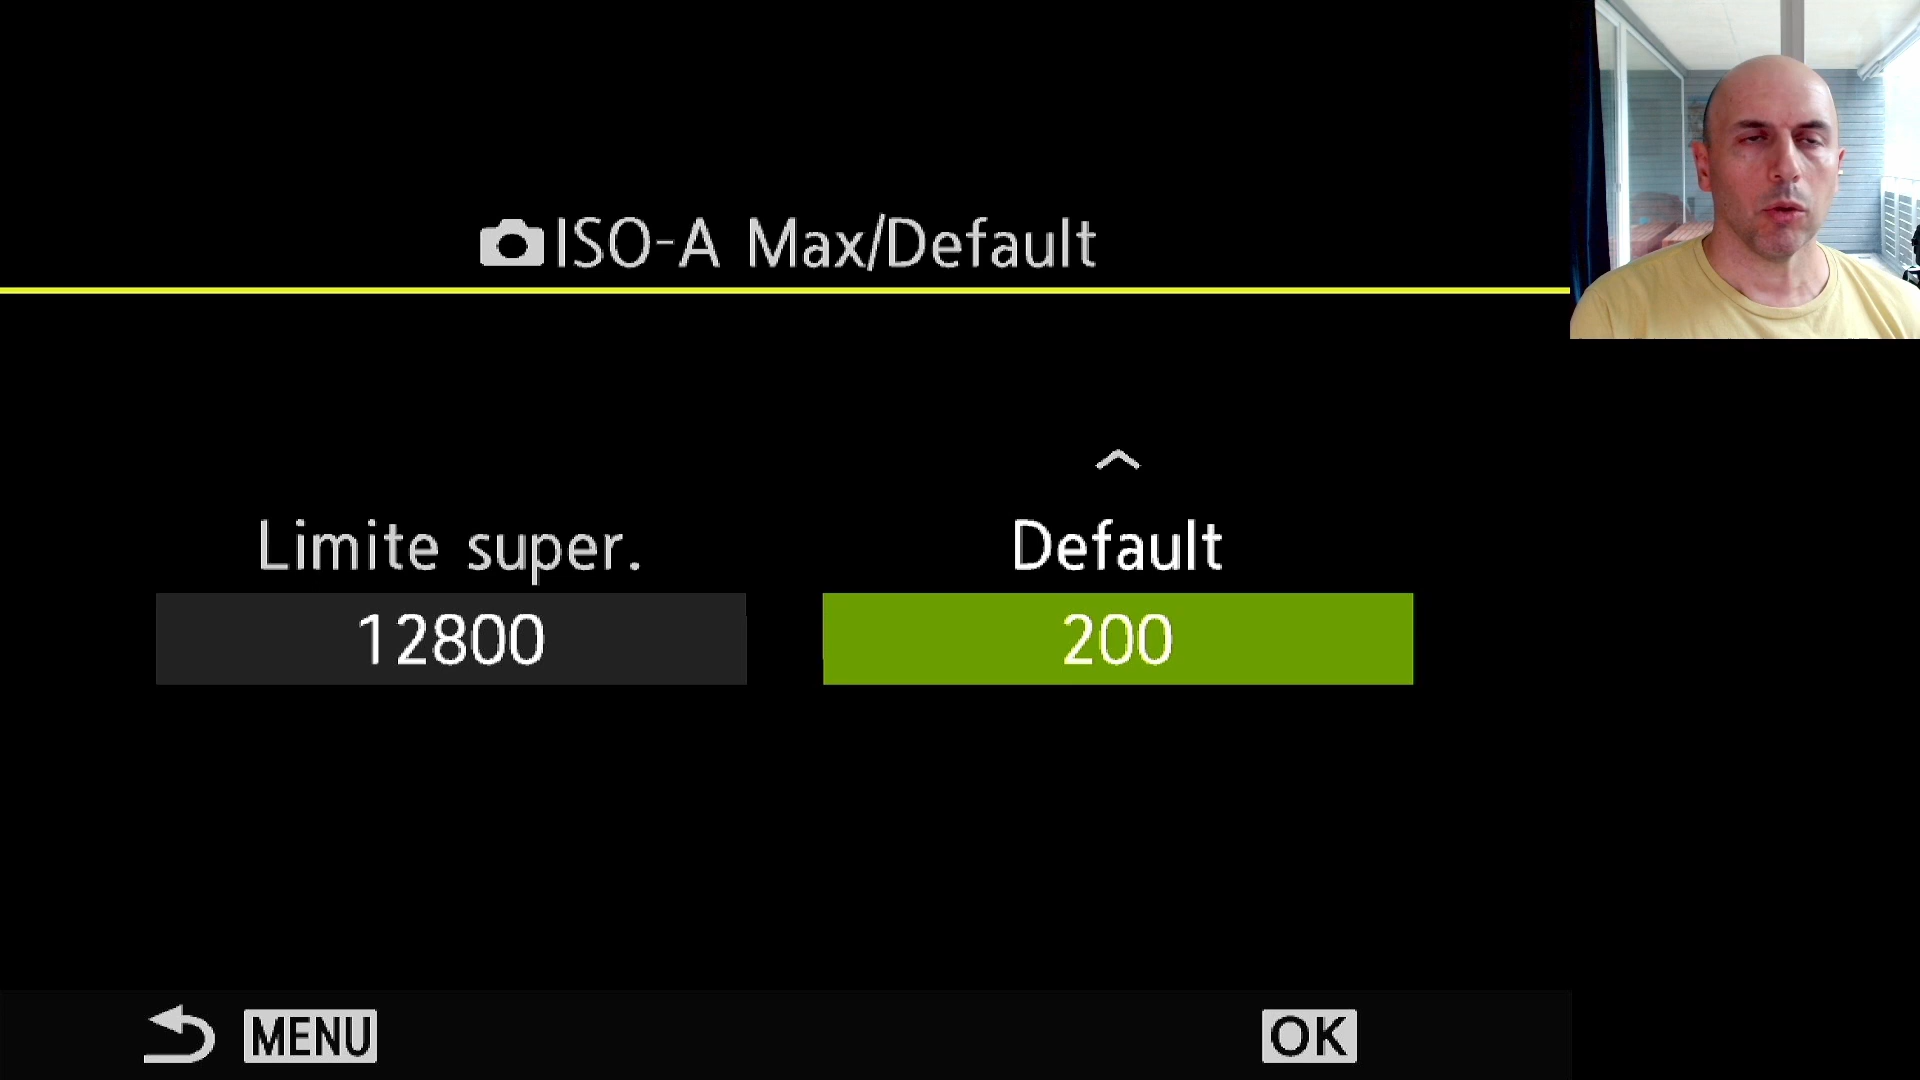 ISO-A Max/Default
Limite super.
Default
12800
200
MENU
OK